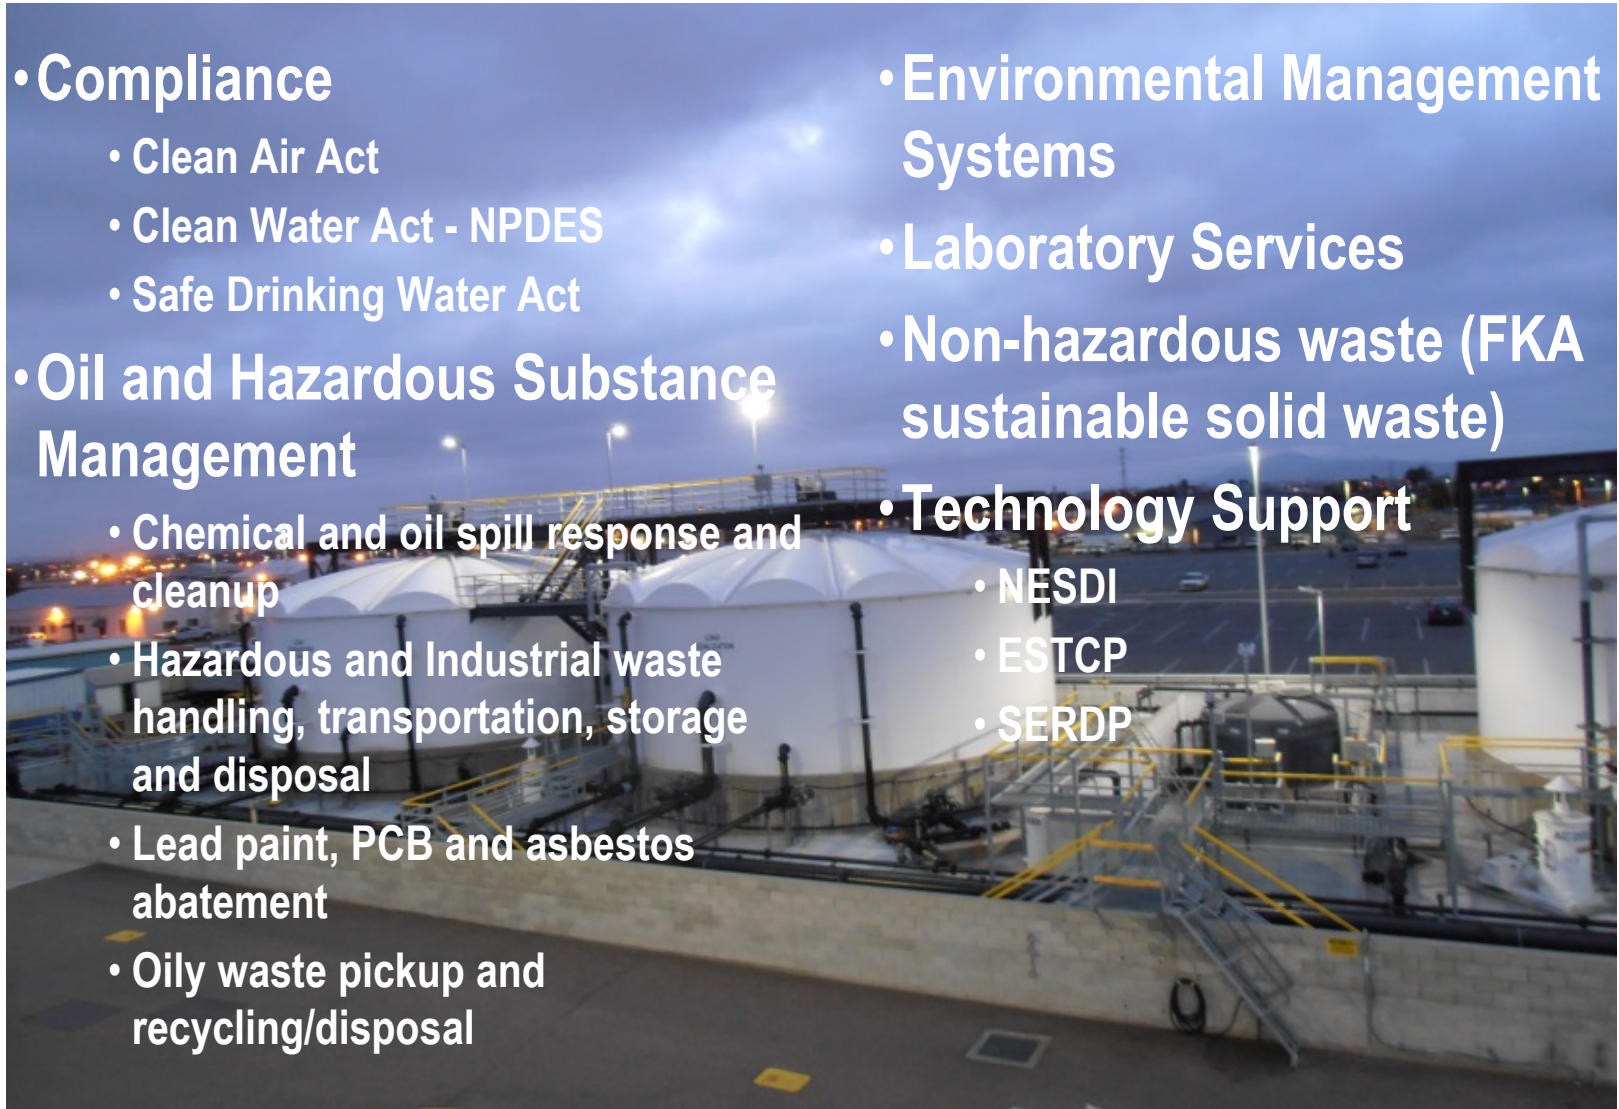 •Compliance
• Clean Air Act
• Clean Water Act - NPDES
• Safe Drinking Water Act
•Oil and Hazardous Substance
Management
• Chemical and oil spill response and
cleanup
• Hazardous and Industrial waste
handling, transportation, storage
and disposal
• Lead paint, PCB and asbestos
abatement
• Oily waste pickup and
recycling/disposal
•Environmental Management
Systems
•Laboratory Services
•Non-hazardous waste (FKA
sustainable solid waste)
•Technology Support
• NESDI
• ESTCP
• SERDP